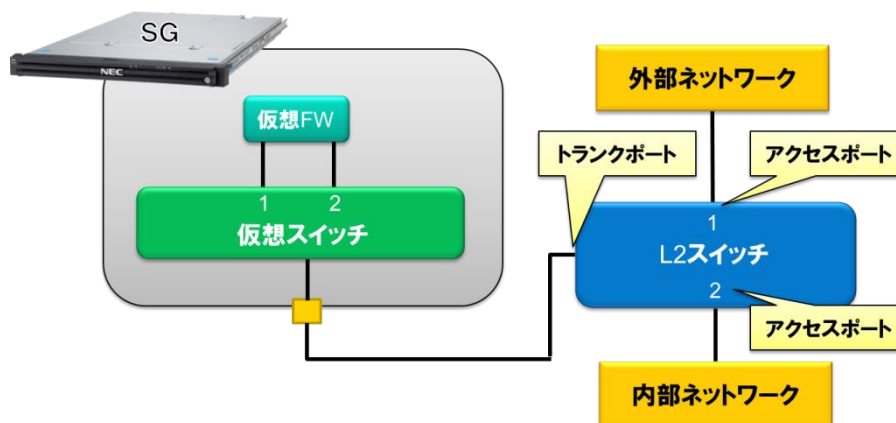 SG
NEC
仮想FW
1 2
仮想スイッチ
外部ネットワーク
トランクポート
アクセスポート
1
L2スイッチ
2
アクセスポート
内部ネットワーク